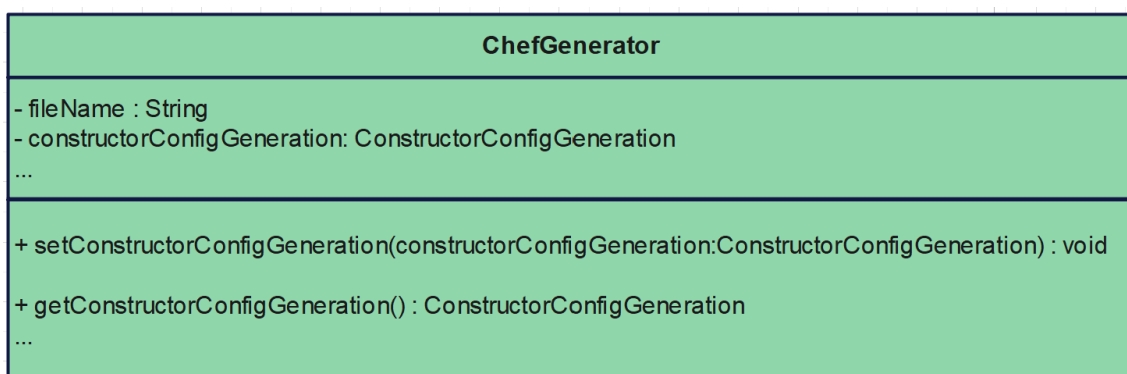 ChefGenerator
- fileName : String
- constructorConfigGeneration: ConstructorConfigGeneration
...
+ setConstructorConfigGeneration(constructorConfigGeneration:ConstructorConfigGeneration) : void
+ getConstructorConfigGeneration() : ConstructorConfigGeneration
...